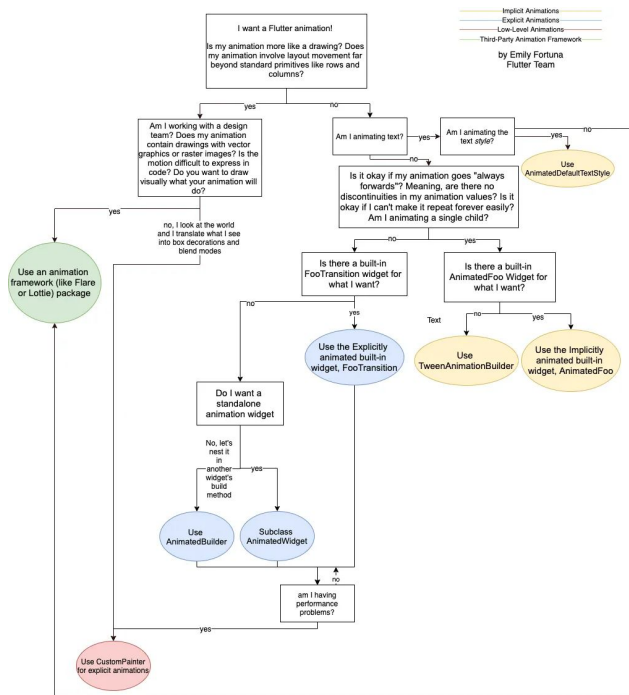 I want a Flutter animation!
Is my animation more like a drawing? Does
my animation involve layout movement far
beyond standard primitives like rows and
columns?
Implicit Animations
Explicit Animations
Low-Level Animations
Third-Party Animation Framework
by Emily Fortuna
Flutter Team
yes
no
Am I working with a design
team? Does my animation
contain drawings with vector
graphics or raster images? Is the
motion difficult to express in
code? Do you want to draw
visually what your animation will
do?
Am I animating text?
yes
Am I animating the
text style?
yes
no
Use
AnimatedDefaultTextStyle
no
Is it okay if my animation goes "always
forwards"? Meaning, are there no
discontinuities in my animation values? Is it
okay if I can't make it repeat forever easily?
Am I animating a single child?
yes
no, I look at the world
and I translate what I see
into box decorations and
blend modes
Use an animation
framework (like Flare
or Lottie) package
no
yes
Is there a built-in
FooTransition widget for
what I want?
Is there a built-in
AnimatedFoo Widget for
what I want?
no
yes
Text
no
yes
Use the Explicitly
animated built-in
widget, FooTransition
Use
TweenAnimationBuilder
Use the Implicitly
animated built-in
widget, AnimatedFoo
Do I want a
standalone
animation widget
No, let's
nest it
in
another
widget's
build
method
yes
Use
AnimatedBuilder
Subclass
AnimatedWidget
no
am I having
performance
problems?
yes
Use CustomPainter
for explicit animations